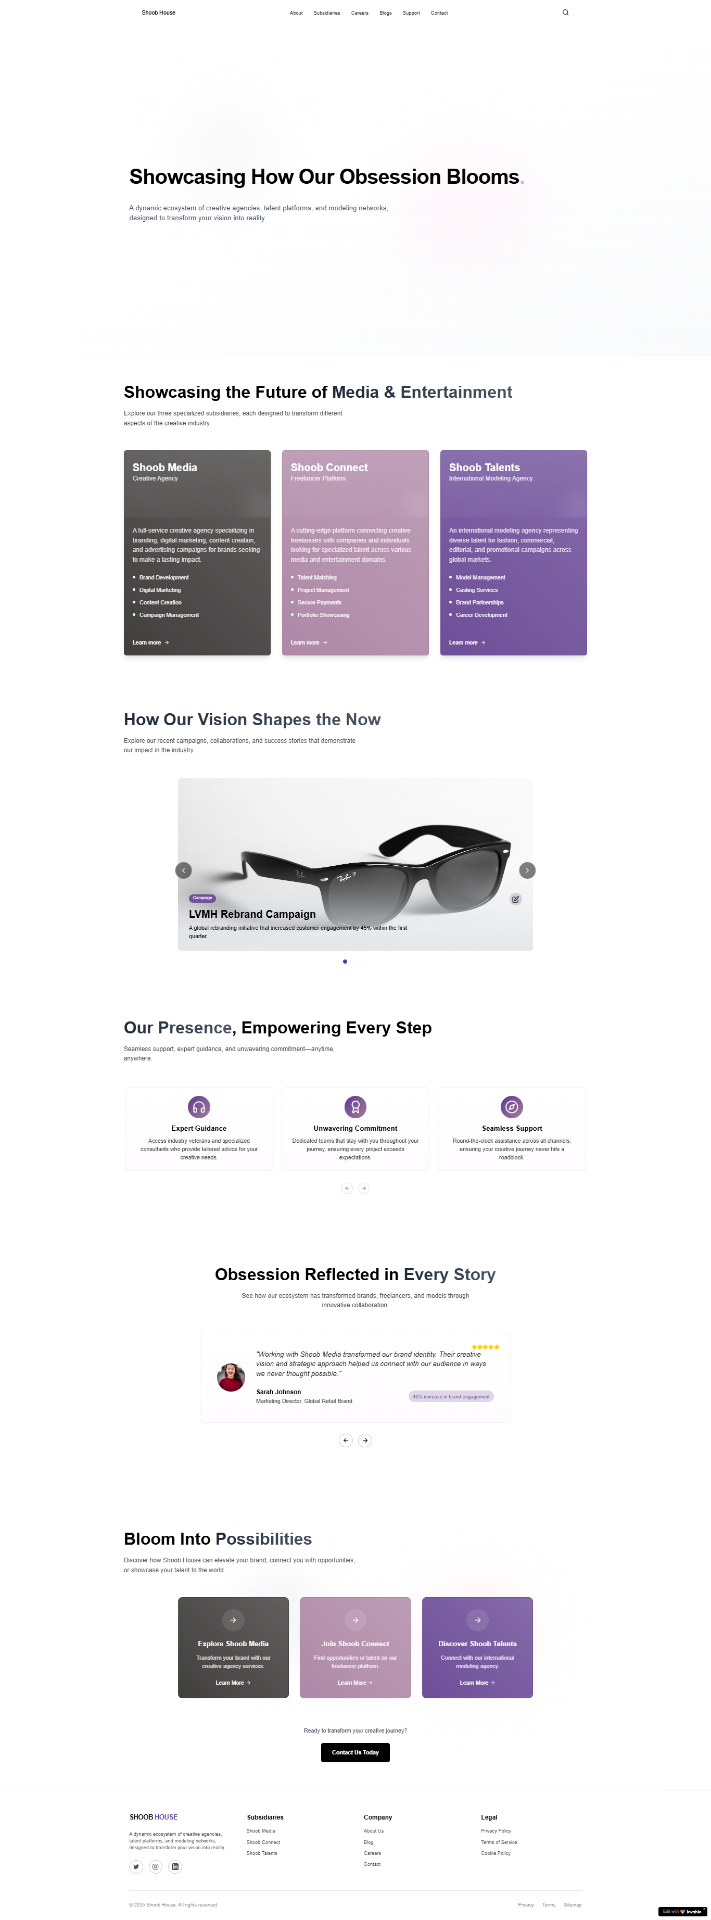 Shoob House
About Subsidiaries Careers Blogs Support Contact
Showcasing How Our Obsession Blooms.
A dynamic ecosystem of creative agencies, talent platforms, and modeling networks,
designed to transform your vision into reality
Showcasing the Future of Media & Entertainment
Explore our three specialized subsidiaries, each designed to transform different
aspects of the creative industry
Shoob Media
Creative Agency
A full-service creative agency specializing in
branding, digital marketing, content creation,
and advertising campaigns for brands seeking
to make a lasting impact.
Brand Development
Digital Marketing
Content Creation
Campaign Management
Learn more →
Shoob Connect
Freelancer Platform
A cutting-edge platform connecting creative
freelancers with companies and individuals
looking for specialized talent across various
media and entertainment domains.
Talent Matching
Project Management
Secure Payments
Portfolio Showcasing
Learn more →
Shoob Talents
International Modeling Agency
An international modeling agency representing
diverse talent for fashion, commercial,
editorial, and promotional campaigns across
global markets.
Model Management
Casting Services
Brand Partnerships
Career Development
Learn more →
How Our Vision Shapes the Now
Explore our recent campaigns, collaborations, and success stories that demonstrate
our impact in the industry
Ray-Ban
Campaign
LVMH Rebrand Campaign
A global rebranding initiative that increased customer engagement by 45% within the first
quarter.
Our Presence, Empowering Every Step
Seamless support, expert guidance, and unwavering commitment—anytime,
anywhere.
Expert Guidance
Access industry veterans and specialized
consultants who provide tailored advice for your
creative needs.
Unwavering Commitment
Dedicated teams that stay with you throughout your
journey, ensuring every project exceeds
expectations.
Seamless Support
Round-the-clock assistance across all channels,
ensuring your creative journey never hits a
roadblock
Obsession Reflected in Every Story
See how our ecosystem has transformed brands, freelancers, and models through
innovative collaboration
"Working with Shoob Media transformed our brand identity. Their creative
vision and strategic approach helped us connect with our audience in ways
we never thought possible."
Sarah Johnson
Marketing Director, Global Retail Brand
45% increase in brand engagement
Bloom Into Possibilities
Discover how Shoob House can elevate your brand, connect you with opportunities,
or showcase your talent to the world
Explore Shoob Media
Transform your brand with our
creative agency services.
Learn More →
Join Shoob Connect
Find opportunities or talent on our
freelancer platform.
Learn More →
Discover Shoob Talents
Connect with our international
modeling agency.
Learn More →
Ready to transform your creative journey?
Contact Us Today
SHOOB HOUSE
A dynamic ecosystem of creative agencies,
talent platforms, and modeling networks,
designed to transform your vision into reality.
Subsidiaries
Shoob Media
Shoob Connect
Shoob Talents
Company
About Us
Blog
Careers
Contact
Legal
Privacy Policy
Terms of Service
Cookie Policy
© 2025 Shoob House. All rights reserved
Privacy Terms Sitemap
Edit with Lovable